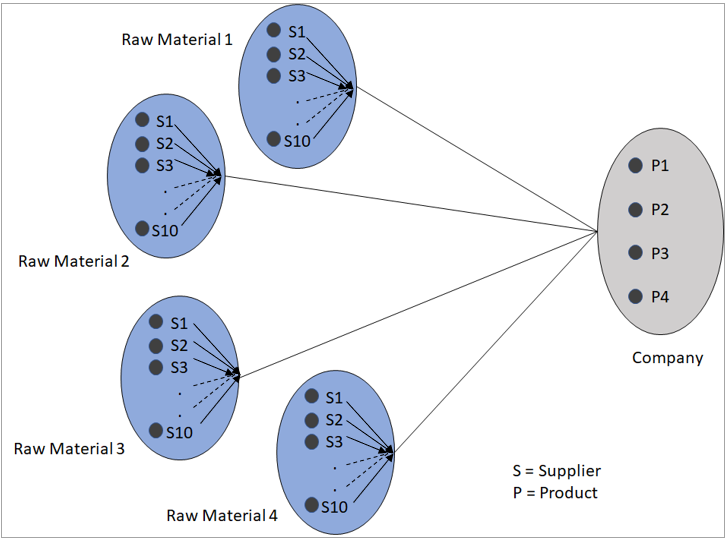 Raw Material 1
S1
S2
S3
.
.
S10
S1
S2
S3
.
.
S10
Raw Material 2
P1
P2
P3
P4
Company
S1
S2
S3
.
.
S10
Raw Material 3
S1
S2
S3
.
.
S10
Raw Material 4
S = Supplier
P = Product